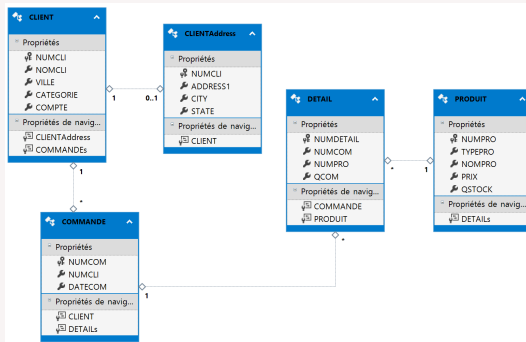 CLIENT
Propriétés
NUMCLI
NOMCLI
VILLE
CATEGORIE
COMPTE
Propriétés de navig...
CLIENTAddress
COMMANDEs
CLIENTAddress
Propriétés
NUMCLI
ADDRESS1
CITY
STATE
Propriétés de navig...
CLIENT
1
0..1
1
*
COMMANDE
Propriétés
NUMCOM
NUMCLI
DATECOM
Propriétés de navig...
CLIENT
DETAILs
1
*
DETAIL
Propriétés
NUMDETAIL
NUMCOM
NUMPRO
QCOM
Propriétés de navig...
COMMANDE
PRODUIT
*
1
PRODUIT
Propriétés
NUMPRO
TYPEPRO
NOMPRO
PRIX
QSTOCK
Propriétés de navig...
DETAILs